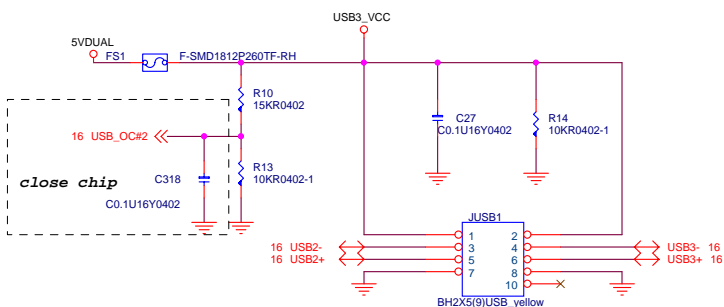 USB3_VCC
5VDUAL
FS1 F-SMD1812P260TF-RH
R10
15KR0402
C27
C0.1U16Y0402
R14
10KR0402-1
16 USB_OC#2
R13
10KR0402-1
close chip
C318
C0.1U16Y0402
JUSB1
1 2
16 USB2- 3 4 USB3- 16
16 USB2+ 5 6 USB3+ 16
7 8
10
BH2X5(9)USB_yellow